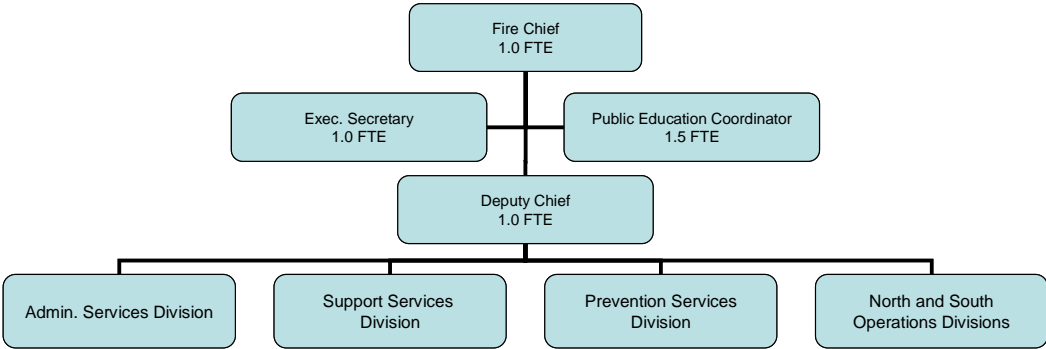 Fire Chief
1.0 FTE
Exec. Secretary
1.0 FTE
Public Education Coordinator
1.5 FTE
Deputy Chief
1.0 FTE
Admin. Services Division
Support Services
Division
Prevention Services
Division
North and South
Operations Divisions